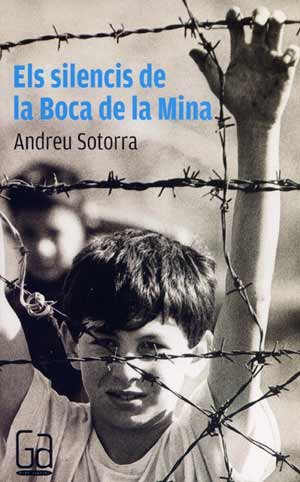 Els silencis de
la Boca de la Mina
Andreu Sotorra
Ga